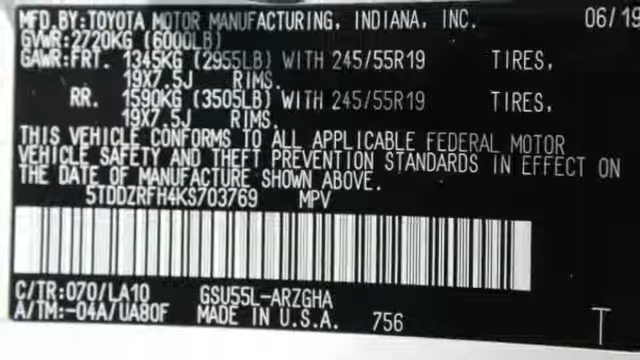 MFD.BY:TOYOTA MOTOR MANUFACTURING, INDIANA, INC. 06/19
GVWR:2720KG (6000LB)
GAWR:FRT. 1345KG (2955LB) WITH 245/55R19 TIRES,
19X7.5J RIMS.
RR. 1590KG (3505LB) WITH 245/55R19 TIRES,
19X7.5J RIMS.
THIS VEHICLE CONFORMS TO ALL APPLICABLE FEDERAL MOTOR
VEHICLE SAFETY AND THEFT PREVENTION STANDARDS IN EFFECT ON
THE DATE OF MANUFACTURE SHOWN ABOVE.
5TDDZRFH4KS703769 MPV
C/TR:070/LA10 GSU55L-ARZGHA
A/TM:-04A/UA80F MADE IN U.S.A. 756 T